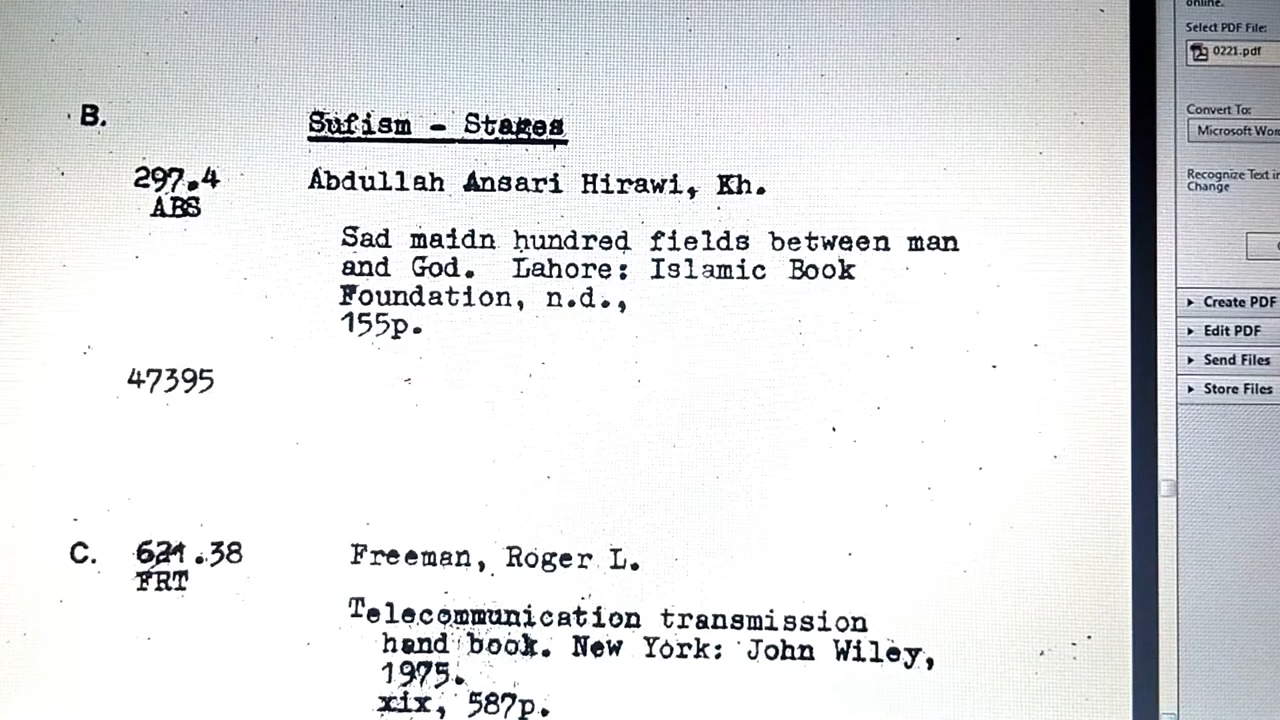 online.
Select PDF File:
0221.pdf
Convert To:
Microsoft Wor
Recognize Text in
Change
Create PDF
Edit PDF
Send Files
Store Files
B.
Sufism - Stages
297.4
Abdullah Ansari Hirawi, Kh.
ABS
Sad maidn hundred fields between man
and God. Lahore: Islamic Book
Foundation, n.d.,
155p.
47395
C. 621.38
Freeman, Roger L.
FRT
Telecommunication transmission
hand book. New York: John Wiley,
1975.
xix, 587p.